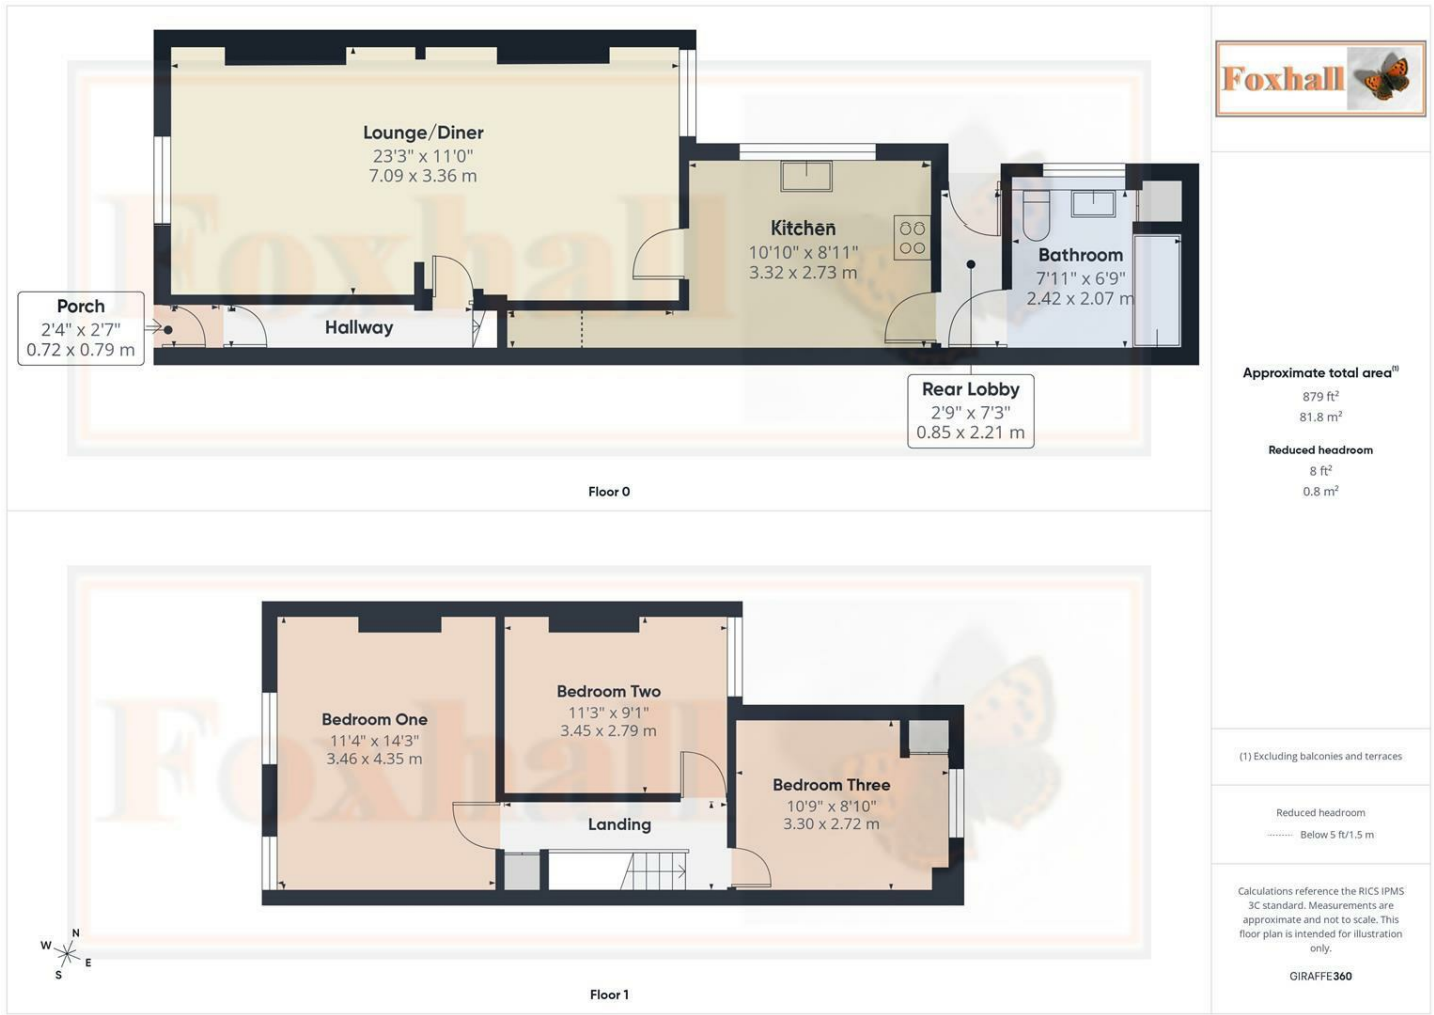 Foxhall
Lounge/Diner
23'3" x 11'0"
7.09 x 3.36 m
Kitchen
10'10" x 8'11"
3.32 x 2.73 m
Bathroom
7'11" x 6'9"
2.42 x 2.07 m
Porch
2'4" x 2'7"
0.72 x 0.79 m
Hallway
Rear Lobby
2'9" x 7'3"
0.85 x 2.21 m
Foxhall
Floor 0
Bedroom One
11'4" x 14'3"
3.46 x 4.35 m
Bedroom Two
11'3" x 9'1"
3.45 x 2.79 m
Bedroom Three
10'9" x 8'10"
3.30 x 2.72 m
Landing
Foxhall
N
W
E
S
Floor 1
Approximate total area(1)
879 ft²
81.8 m²
Reduced headroom
8 ft²
0.8 m²
(1) Excluding balconies and terraces
Reduced headroom
Below 5 ft/1.5 m
Calculations reference the RICS IPMS
3C standard. Measurements are
approximate and not to scale. This
floor plan is intended for illustration
only.
GIRAFFE360